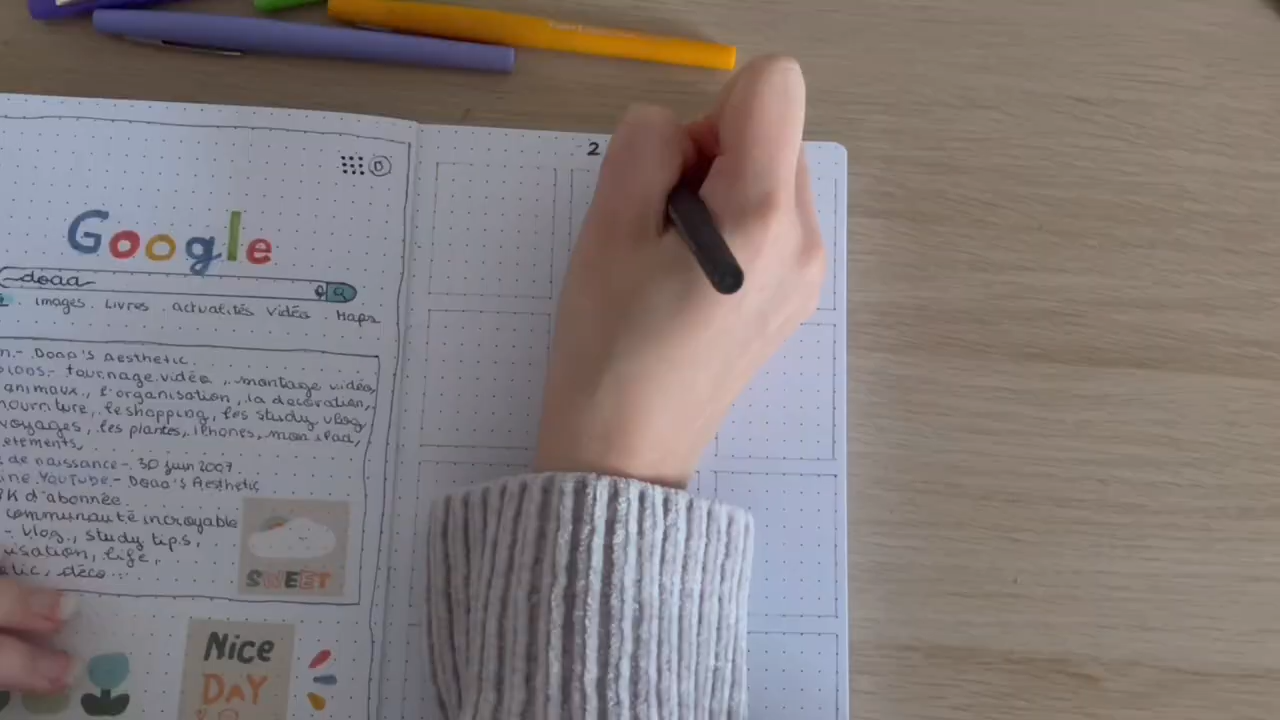 D
Google
doaa
images. Livres. actualités vidéo. Maps
Doaa's Aesthetic.
tournage vidéo, montage vidéo,
animaux, l'organisation, la décoration,
nourriture, le shopping, les study vlog
voyages, les plantes, iPhones, mon iPad,
de naissance - 30 juin 2007
YouTube - Doaa's Aesthetic
K d'abonnée.
communauté incroyable
- Vlog, study tips,
life,
déco...
SWEET
Nice
DAY
2